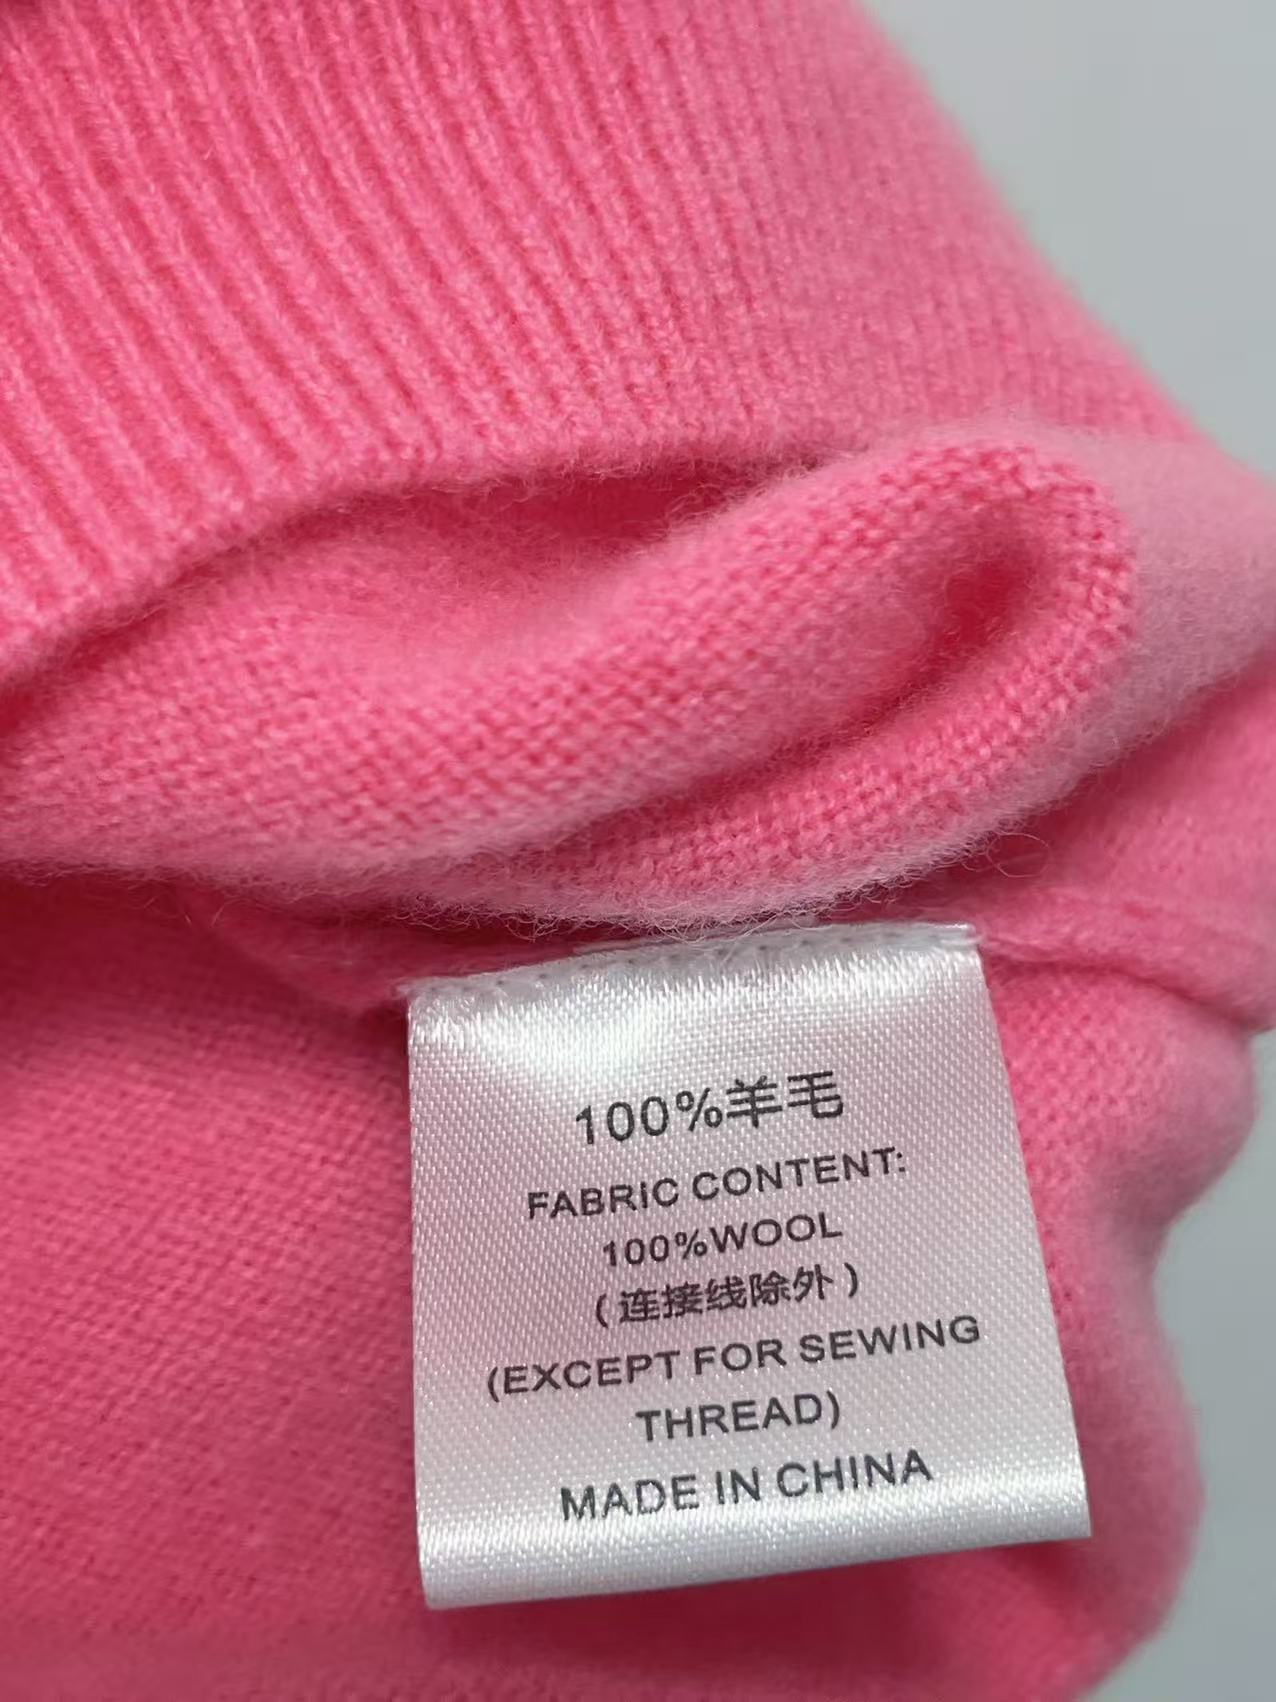 100%羊毛
FABRIC CONTENT:
100%WOOL
(连接线除外)
(EXCEPT FOR SEWING
THREAD)
MADE IN CHINA